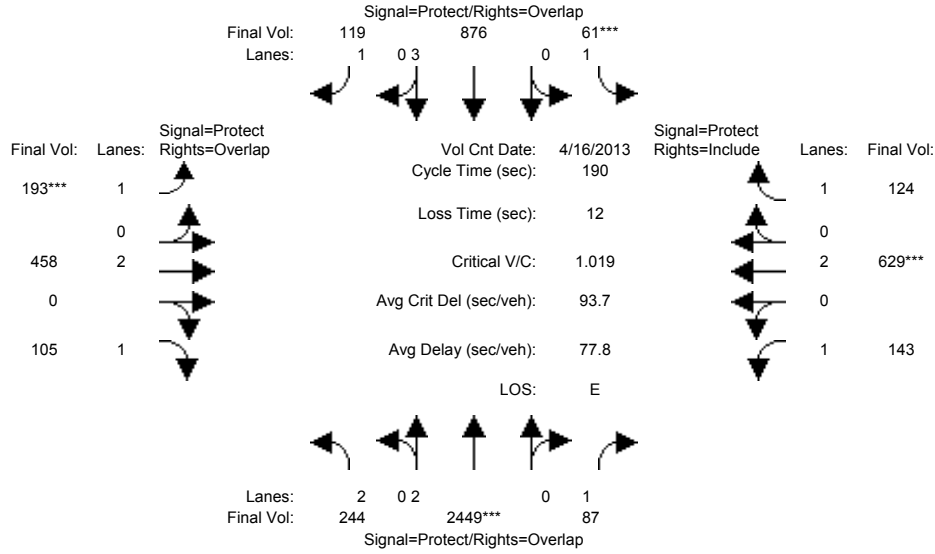 Signal=Protect/Rights=Overlap
Final Vol: 119 876 61***
Lanes: 1 0 3 0 1
Signal=Protect
Final Vol: Lanes: Rights=Overlap
Vol Cnt Date: 4/16/2013
Signal=Protect
Rights=Include Lanes: Final Vol:
Cycle Time (sec): 190
193*** 1
1 124
Loss Time (sec): 12
0
0
458 2
Critical V/C: 1.019
2 629***
0
Avg Crit Del (sec/veh): 93.7
0
105 1
Avg Delay (sec/veh): 77.8
1 143
LOS: E
Lanes: 2 0 2 0 1
Final Vol: 244 2449*** 87
Signal=Protect/Rights=Overlap